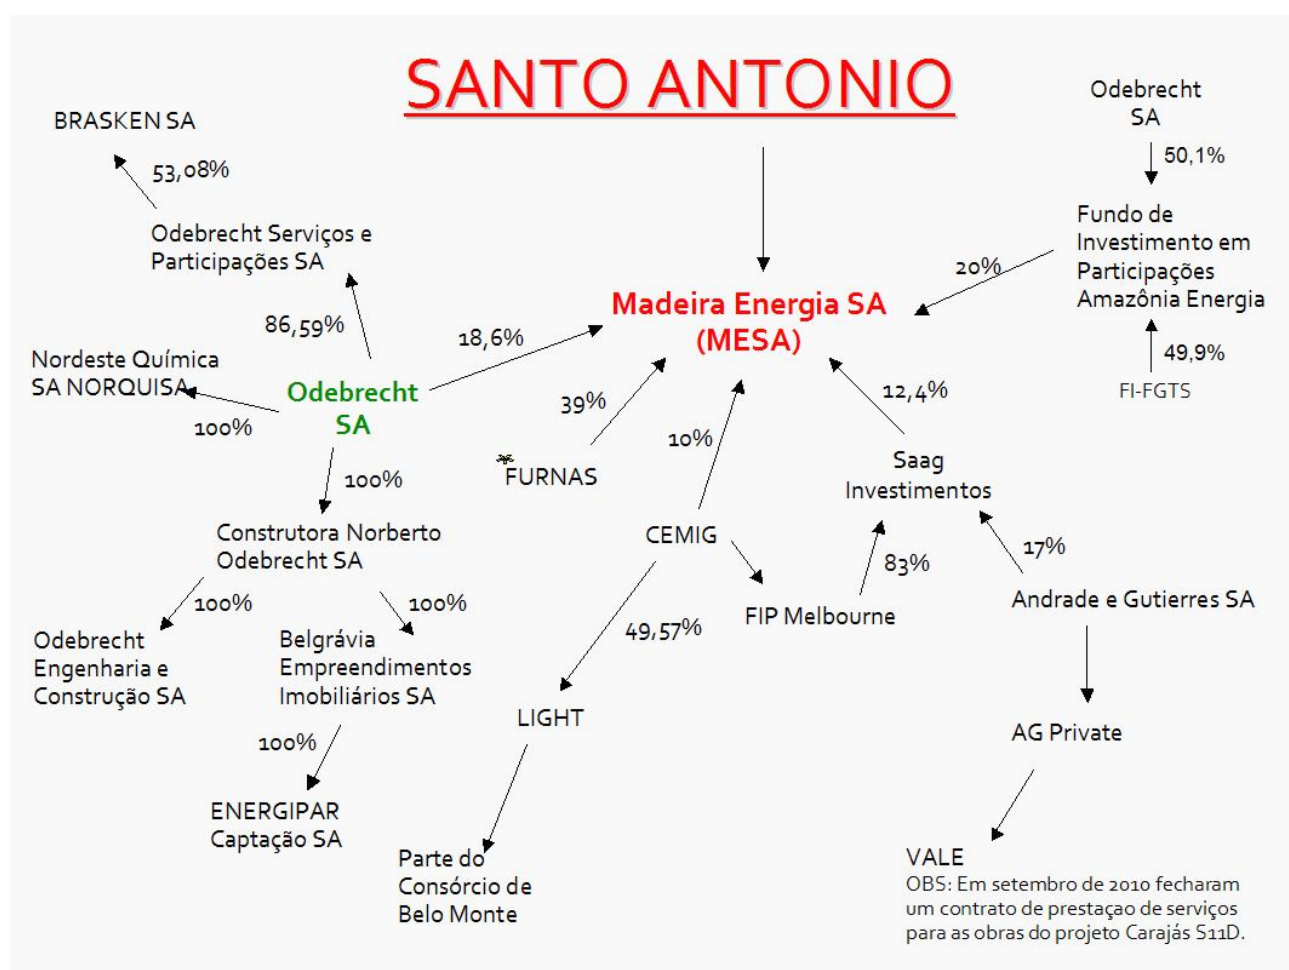 SANTO ANTONIO
Odebrecht
SA
BRASKEN SA
53,08%
50,1%
Odebrecht Serviços e
Participações SA
Fundo de
Investimento em
Participações
Amazônia Energia
20%
Madeira Energia SA
(MESA)
86,59%
18,6%
49,9%
FI-FGTS
Nordeste Química
SA NORQUISA
100%
Odebrecht
SA
39%
12,4%
10%
FURNAS
Saag
Investimentos
100%
Construtora Norberto
Odebrecht SA
CEMIG
17%
83%
100%
100%
FIP Melbourne
Andrade e Gutierres SA
49,57%
Odebrecht
Engenharia e
Construção SA
Belgrávia
Empreendimentos
Imobiliários SA
LIGHT
AG Private
100%
ENERGIPAR
Captação SA
Parte do
Consórcio de
Belo Monte
VALE
OBS: Em setembro de 2010 fecharam
um contrato de prestaçao de serviços
para as obras do projeto Carajás S11D.